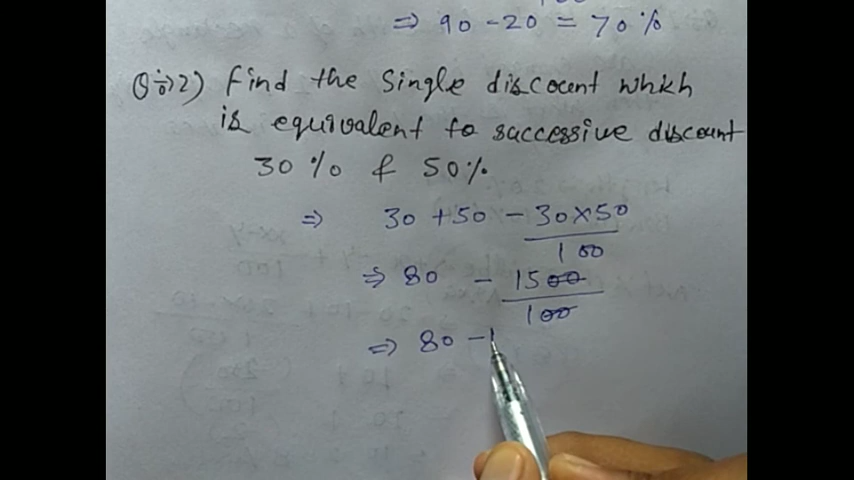 ⇒ 90 - 20 = 70 %
Q÷>2) Find the Single discount which
is equivalent to successive discount
30 % & 50%
⇒ 30 + 50 - 30×50
100
⇒ 80 - 1500
100
⇒ 80 - 1